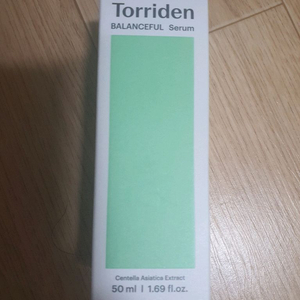 Torriden
BALANCEFUL Serum
Centella Asiatica Extract
50 ml | 1.69 fl.oz.